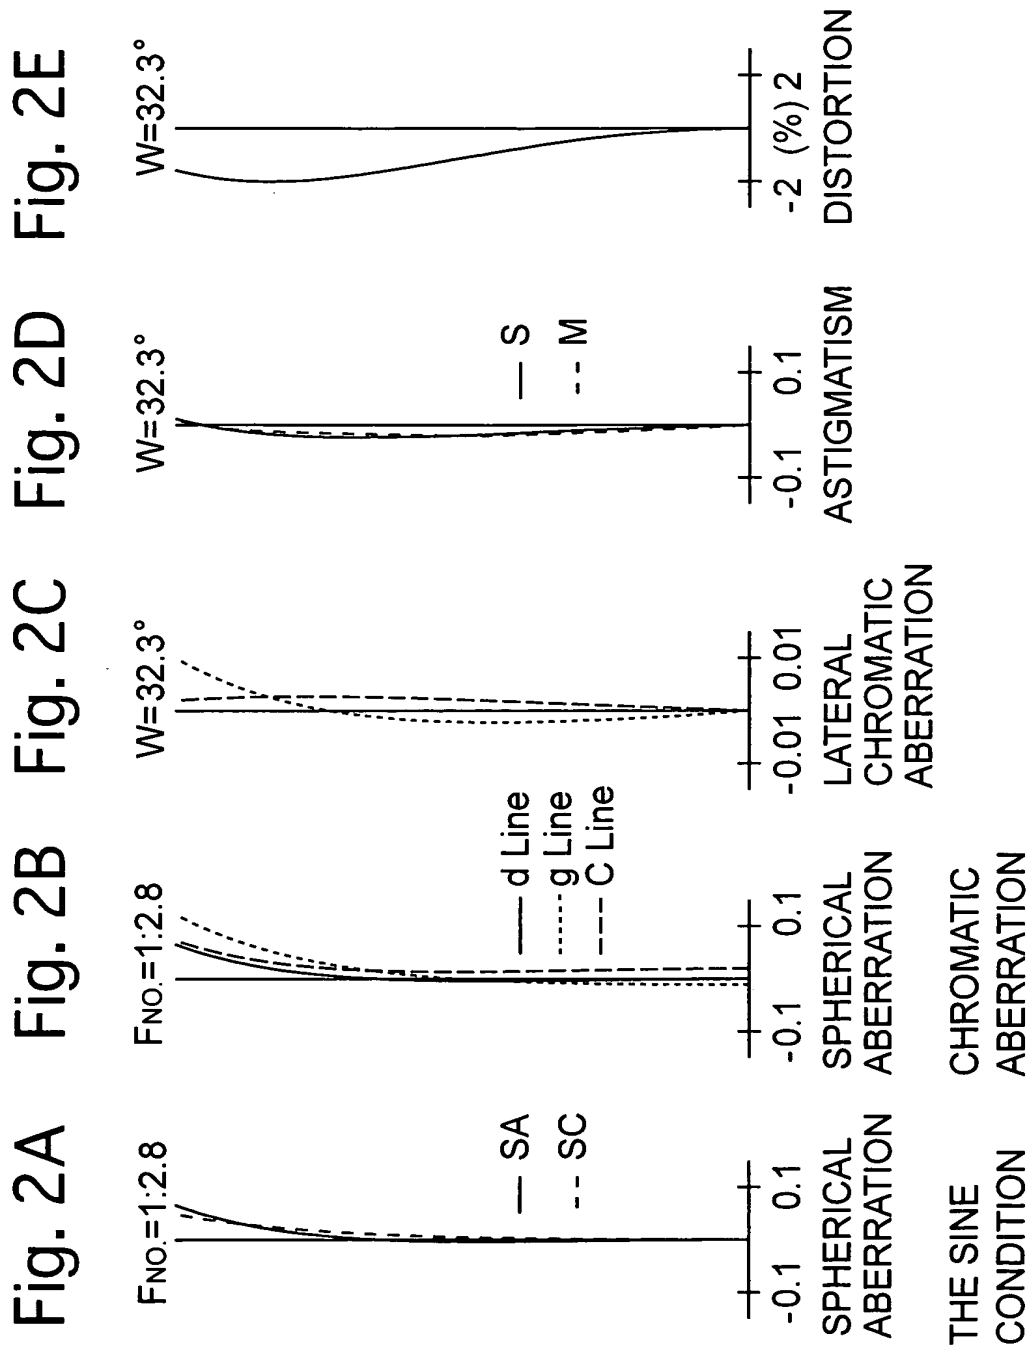 Fig. 2A
FNO.=1:2.8
SA
SC
-0.1 0.1
SPHERICAL
ABERRATION
THE SINE
CONDITION
Fig. 2B
FNO.=1:2.8
d Line
g Line
C Line
-0.1 0.1
SPHERICAL
ABERRATION
CHROMATIC
ABERRATION
Fig. 2C
W=32.3°
-0.01 0.01
LATERAL
CHROMATIC
ABERRATION
Fig. 2D
W=32.3°
S
M
-0.1 0.1
ASTIGMATISM
Fig. 2E
W=32.3°
-2 (%) 2
DISTORTION